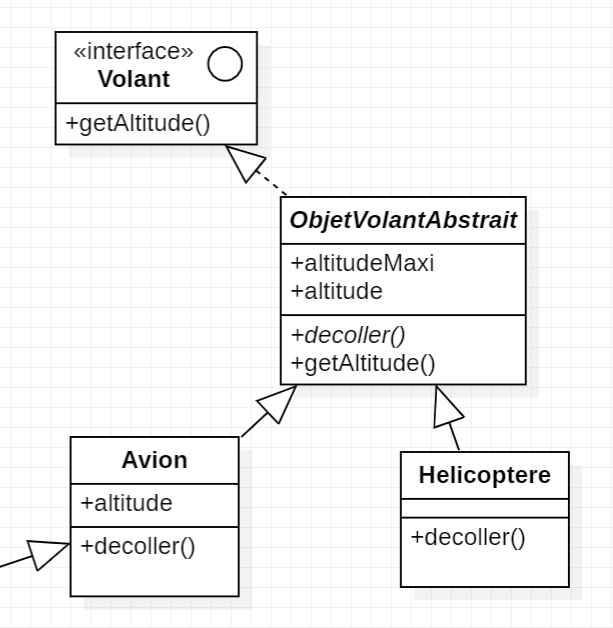 «interface»
Volant
+getAltitude()
ObjetVolantAbstrait
+altitudeMaxi
+altitude
+decoller()
+getAltitude()
Avion
+altitude
+decoller()
Helicoptere
+decoller()